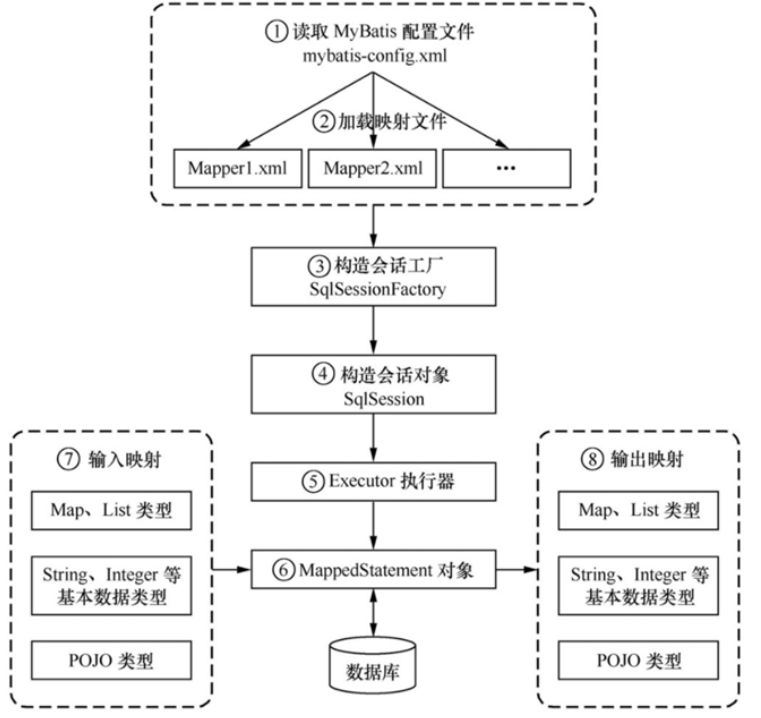 ① 读取 MyBatis 配置文件
mybatis-config.xml
② 加载映射文件
Mapper1.xml
Mapper2.xml
···
③ 构造会话工厂
SqlSessionFactory
④ 构造会话对象
SqlSession
⑤ Executor 执行器
⑥ MappedStatement 对象
数据库
⑦ 输入映射
Map、List 类型
String、Integer 等
基本数据类型
POJO 类型
⑧ 输出映射
Map、List 类型
String、Integer 等
基本数据类型
POJO 类型